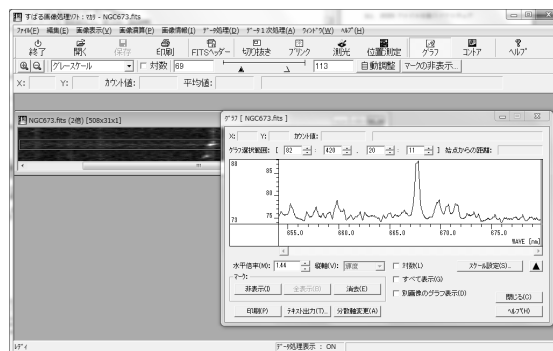 すばる画像処理ソフト：マカリ - NGC673.fits
ファイル(F) 編集(E) 画像表示(V) 画像演算(P) 画像情報(I) データ処理(D) データ1次処理(A) ウィンドウ(W) ヘルプ(H)
終了 開く 保存 印刷 FITSヘッダー 切り抜き ブリンク 測光 位置測定 グラフ コンター ヘルプ
グレースケール 対数 69 113 自動調整 マークの非表示...
X: Y: カウント値: 平均値:
NGC673.fits (2倍) [508x31x1]
グラフ [ NGC673.fits ]
X: Y: カウント値:
グラフ選択範囲: [ 82 : 420 , 20 : 11 ] 始点からの距離:
80
85
80
75
70
655.0 660.0 665.0 670.0 675.0
WAVE [nm]
水平倍率(M): 1.44 縦軸(V): 輝度 対数(L) スケール設定(S)...
マーク: すべて表示(G)
非表示(I) 全表示(R) 消去(E) 別画像のグラフ表示(O)
閉じる(C)
印刷(P) テキスト出力(T)... 分散軸変更(A) ヘルプ(H)
レディ データ処理表示 : ON